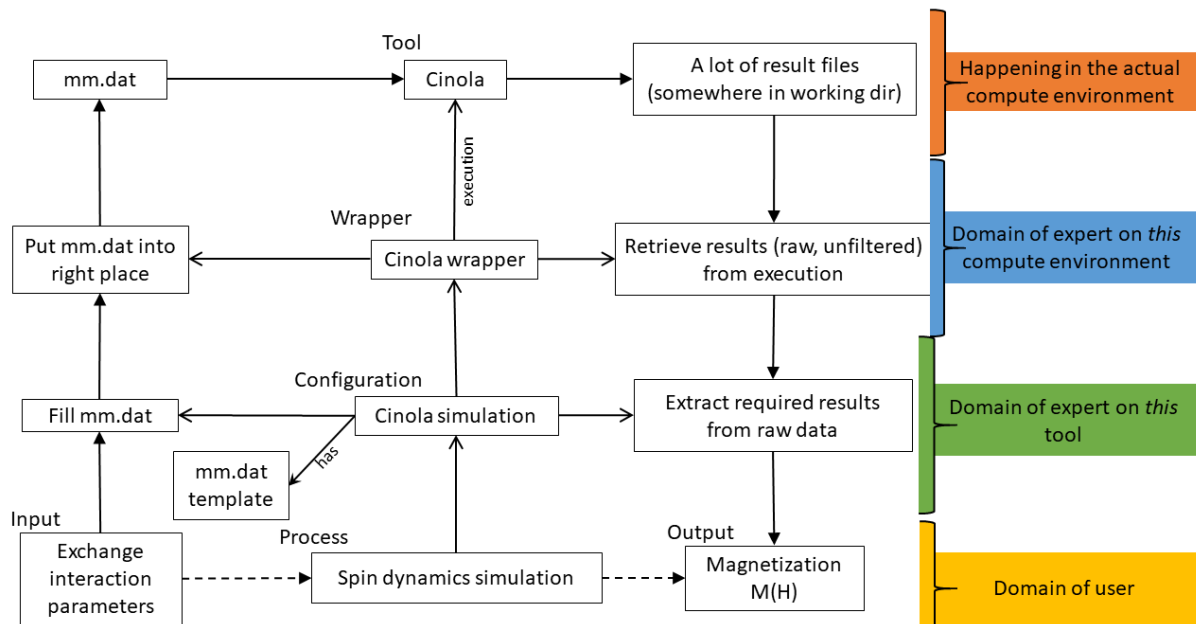 Tool
mm.dat
Cinola
A lot of result files
(somewhere in working dir)
Happening in the actual
compute environment
execution
Wrapper
Put mm.dat into
right place
Cinola wrapper
Retrieve results (raw, unfiltered)
from execution
Domain of expert on this
compute environment
Configuration
Fill mm.dat
Cinola simulation
Extract required results
from raw data
Domain of expert on this
tool
has
mm.dat
template
Input
Process
Output
Exchange
interaction
parameters
Spin dynamics simulation
Magnetization
M(H)
Domain of user